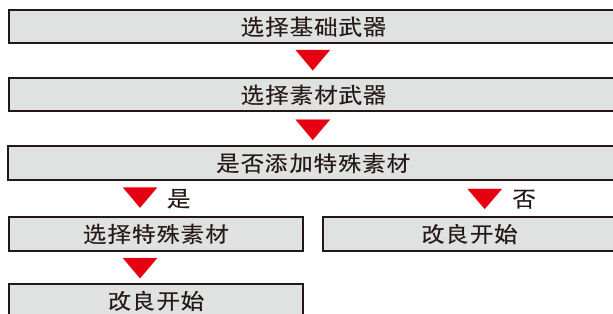 选择基础武器
选择素材武器
是否添加特殊素材
是
否
选择特殊素材
改良开始
改良开始